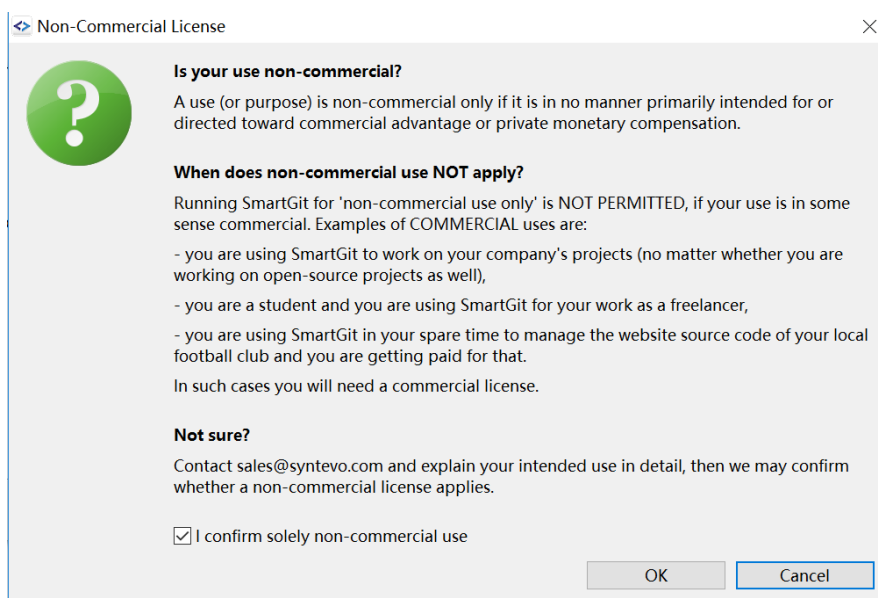 Non-Commercial License
Is your use non-commercial?
A use (or purpose) is non-commercial only if it is in no manner primarily intended for or
directed toward commercial advantage or private monetary compensation.
When does non-commercial use NOT apply?
Running SmartGit for 'non-commercial use only' is NOT PERMITTED, if your use is in some
sense commercial. Examples of COMMERCIAL uses are:
- you are using SmartGit to work on your company's projects (no matter whether you are
working on open-source projects as well),
- you are a student and you are using SmartGit for your work as a freelancer,
- you are using SmartGit in your spare time to manage the website source code of your local
football club and you are getting paid for that.
In such cases you will need a commercial license.
Not sure?
Contact sales@syntevo.com and explain your intended use in detail, then we may confirm
whether a non-commercial license applies.
I confirm solely non-commercial use
OK Cancel